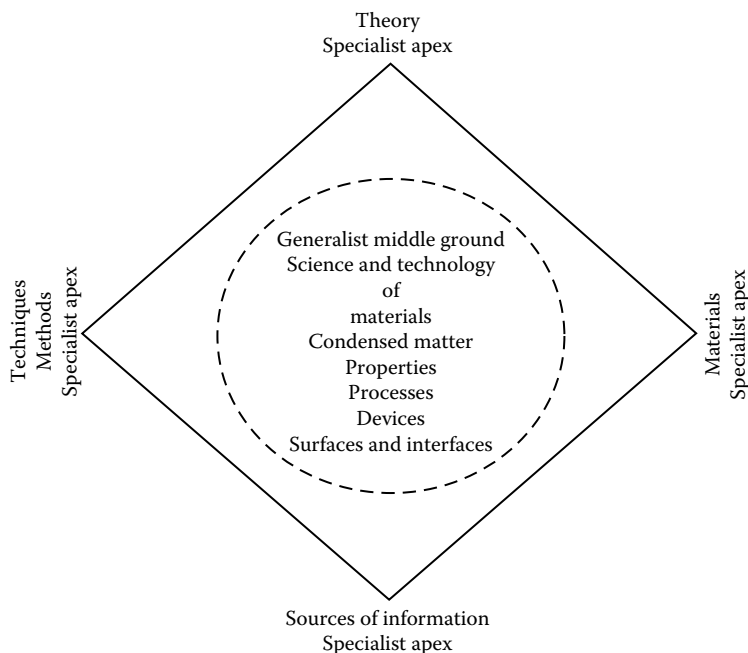 Theory
Specialist apex
Techniques
Methods
Specialist apex
Generalist middle ground
Science and technology
of
materials
Condensed matter
Properties
Processes
Devices
Surfaces and interfaces
Materials
Specialist apex
Sources of information
Specialist apex